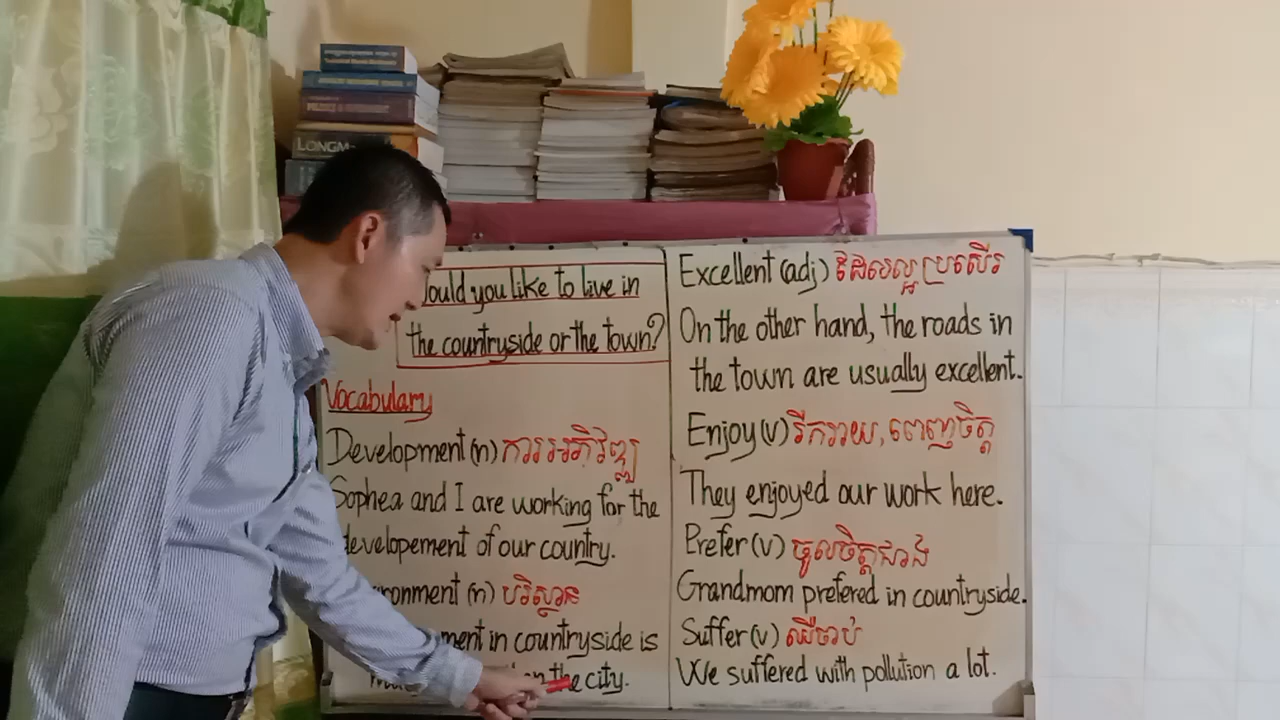 LONGM
ould you like to live in
the countryside or the town?
Vocabulary
Development (n) ការអភិវឌ្ឍ
Sophea and I are working for the
developement of our country.
ronment (n) បរិស្ថាន
ment in countryside is
the city.
Excellent (adj) ដែលល្អប្រសើរ
On the other hand, the roads in
the town are usually excellent.
Enjoy (v) រីករាយ, ពេញចិត្ត
They enjoyed our work here.
Prefer (v) ចូលចិត្តជាង
Grandmom prefered in countryside.
Suffer (v) ឈឺចាប់
We suffered with pollution a lot.